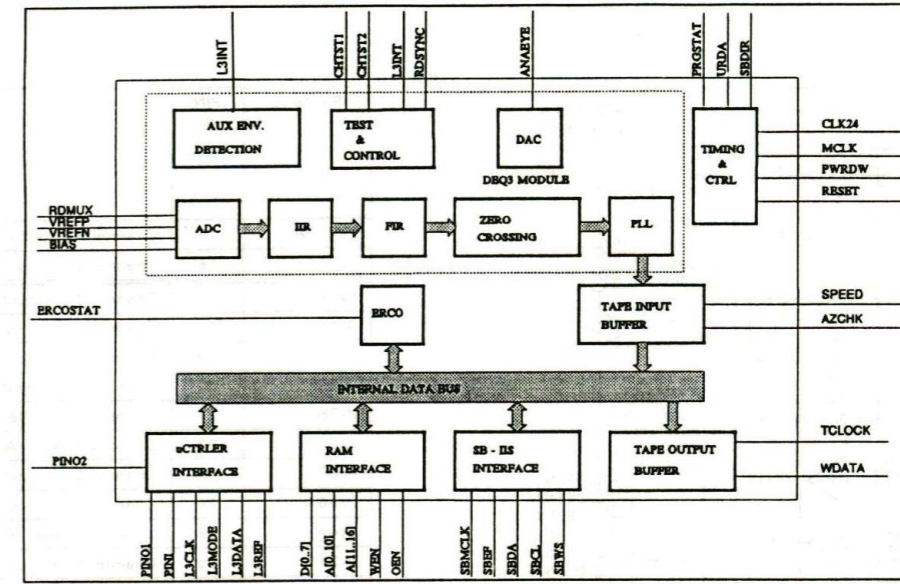 L3INT
CHTST1
CHTST2
L3INT
RDSYNC
ANAEYE
PRGSTAT
URDA
SBDIR
AUX ENV.
DETECTION
TEST
&
CONTROL
DAC
DEQ3 MODULE
TIMING
&
CTRL
CLK24
MCLK
PWRDW
RESET
RDMUX
VREFP
VREFN
BIAS
ADC
IIR
FIR
ZERO
CROSSING
PLL
ERCOSTAT
ERCO
TAPE INPUT
BUFFER
SPEED
AZCHK
INTERNAL DATA BUS
PINO2
uCTRLER
INTERFACE
RAM
INTERFACE
SB - IIS
INTERFACE
TAPE OUTPUT
BUFFER
TCLOCK
WDATA
PINO1
PINI
L3CLK
L3MODE
L3DATA
L3REF
D[0..7]
A[0..10]
A[11..16]
WEN
OEN
SBMCLK
SBEF
SBDA
SBCL
SBWS